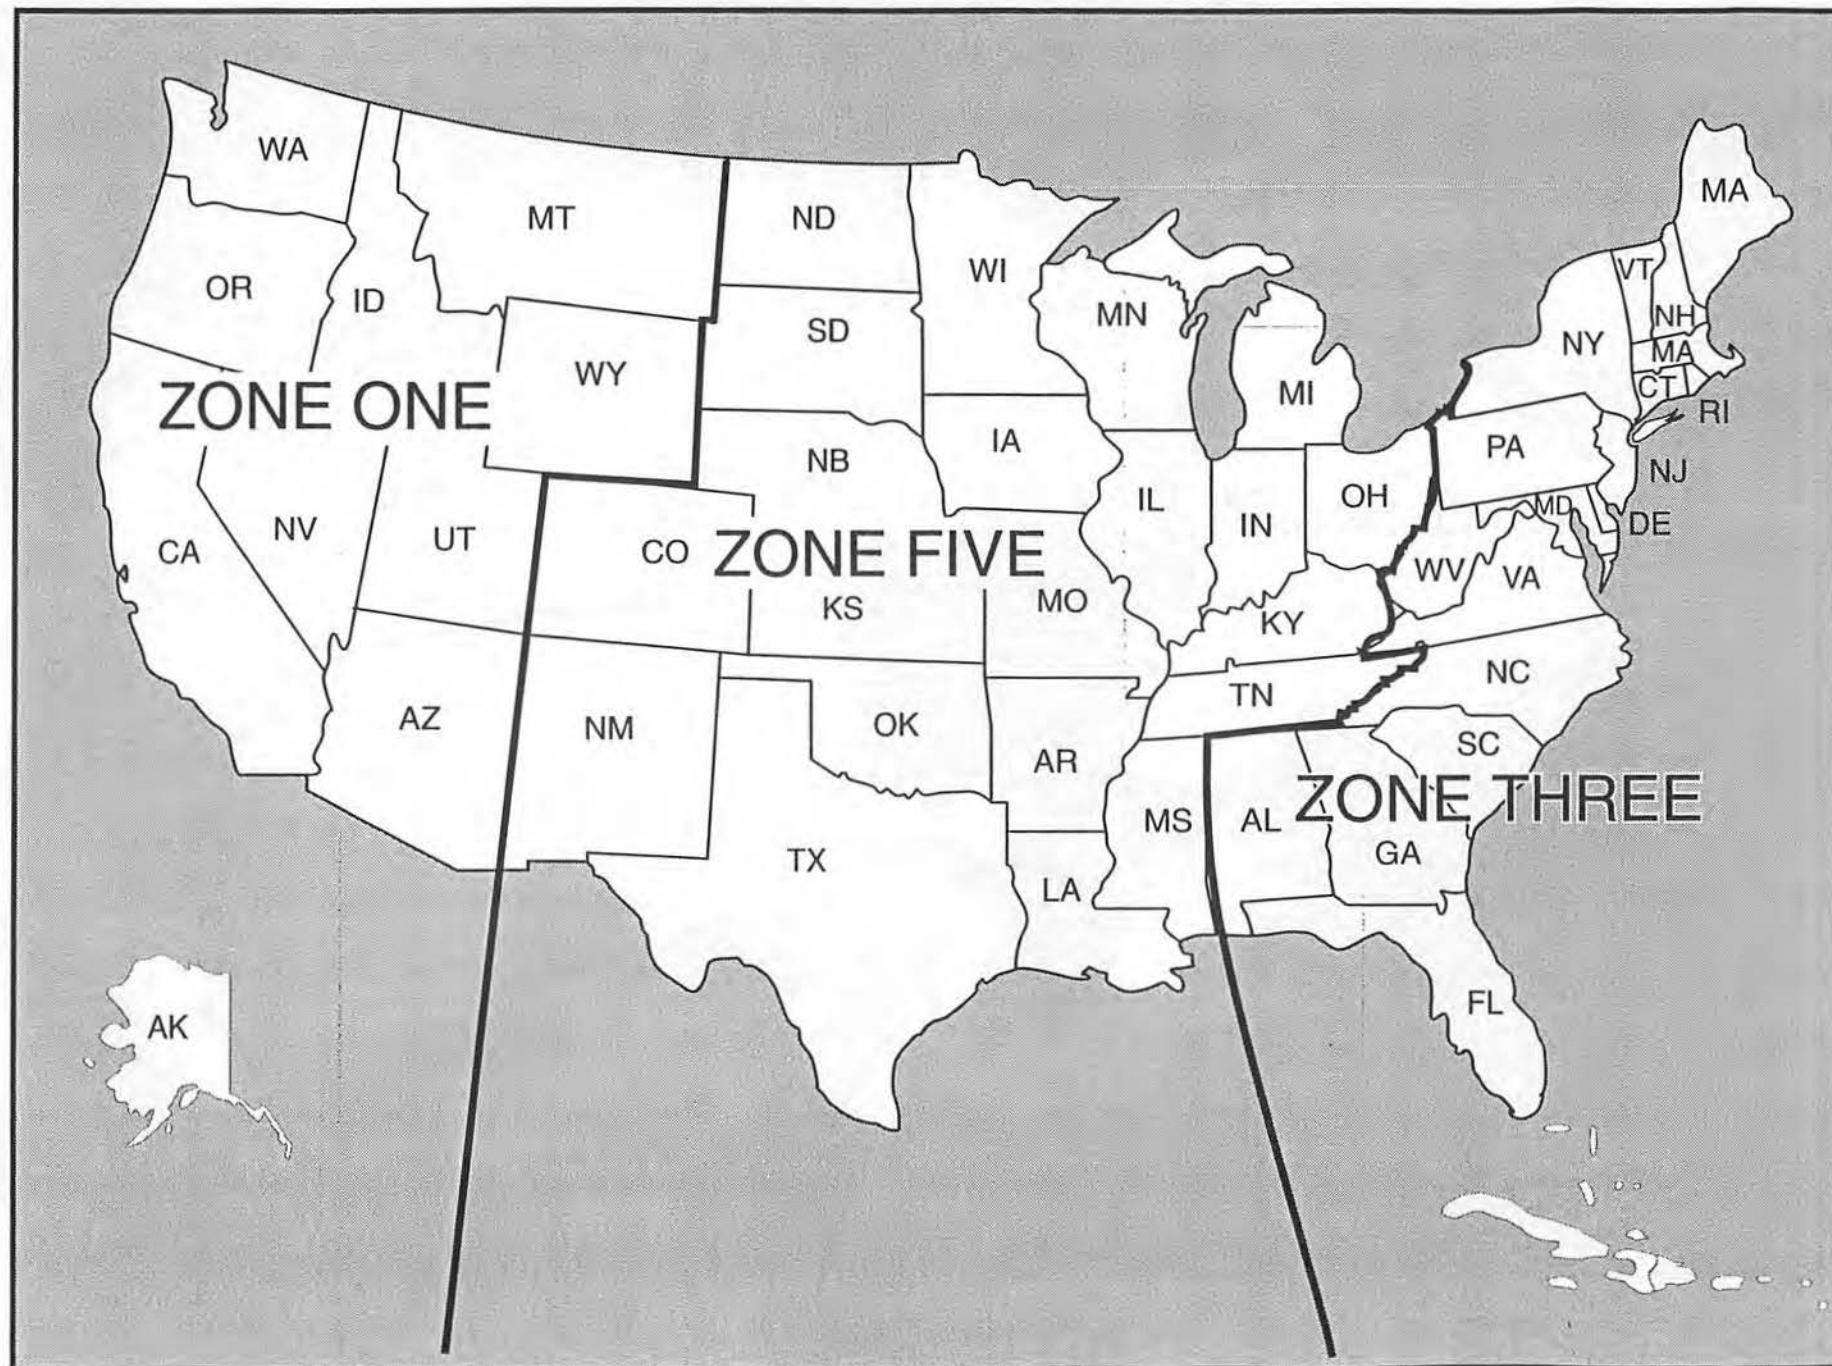 WA
MT
ND
MA
OR
ID
WI
VT
SD
MN
NH
NY
MA
WY
MI
CT
RI
ZONE ONE
NB
IA
PA
NJ
IL
OH
MD
DE
NV
IN
CA
UT
CO
ZONE FIVE
WV
VA
KS
MO
KY
AZ
NM
TN
NC
OK
AR
SC
ZONE THREE
MS
AL
GA
TX
LA
FL
AK